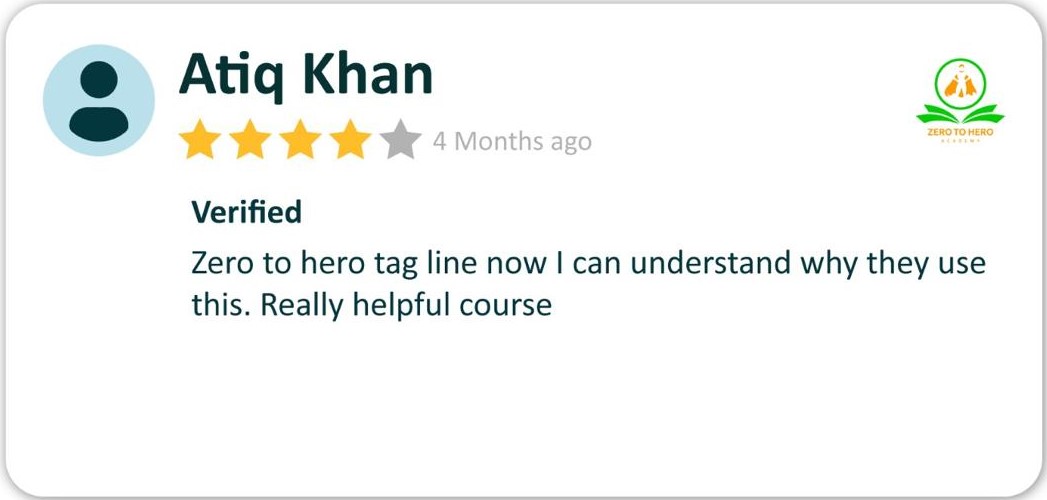 Atiq Khan
4 Months ago
ZERO TO HERO
ACADEMY
Verified
Zero to hero tag line now I can understand why they use
this. Really helpful course